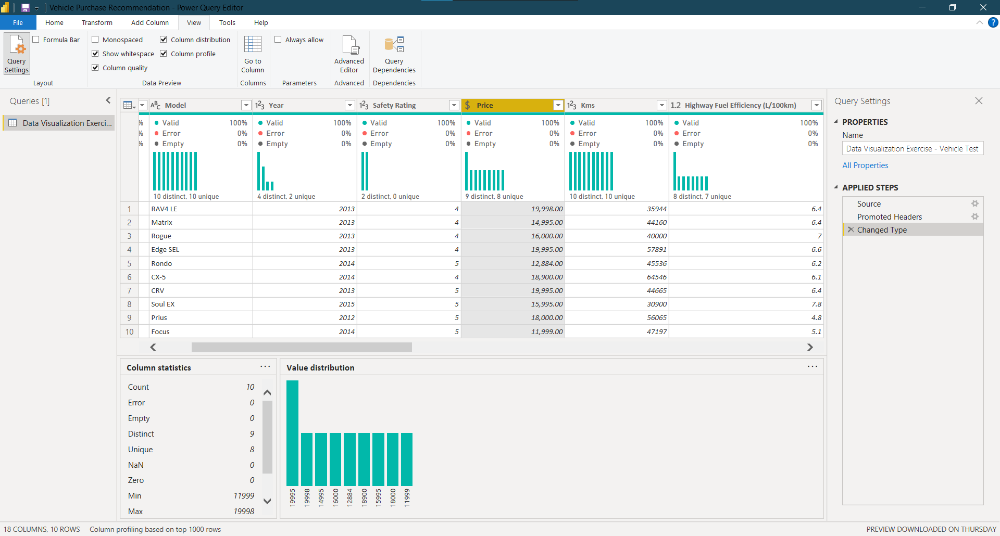 Vehicle Purchase Recommendation - Power Query Editor
File Home Transform Add Column View Tools Help ?
Query Settings
Formula Bar
Layout
Monospaced
Show whitespace
Column quality
Column distribution
Column profile
Data Preview
Go to Column
Columns
Always allow
Parameters
Advanced Editor
Advanced
Query Dependencies
Dependencies
Queries [1]
Data Visualization Exerci...
ABC Model 123 Year 123 Safety Rating $ Price 123 Kms 1.2 Highway Fuel Efficiency (L/100km)
% Valid 100% Valid 100% Valid 100% Valid 100% Valid 100% Valid 100%
% Error 0% Error 0% Error 0% Error 0% Error 0% Error 0%
% Empty 0% Empty 0% Empty 0% Empty 0% Empty 0% Empty 0%
10 distinct, 10 unique 4 distinct, 2 unique 2 distinct, 0 unique 9 distinct, 8 unique 10 distinct, 10 unique 8 distinct, 7 unique
1 RAV4 LE 2013 4 19,998.00 35944 6.4
2 Matrix 2013 4 14,995.00 44160 6.4
3 Rogue 2013 4 16,000.00 40000 7
4 Edge SEL 2013 4 19,995.00 57891 6.6
5 Rondo 2014 5 12,884.00 45536 6.2
6 CX-5 2014 4 18,900.00 64546 6.1
7 CRV 2013 5 19,995.00 44665 6.4
8 Soul EX 2015 5 15,995.00 30900 7.8
9 Prius 2012 5 18,000.00 56065 4.8
10 Focus 2014 5 11,999.00 47197 5.1
Column statistics ...
Count 10
Error 0
Empty 0
Distinct 9
Unique 8
NaN 0
Zero 0
Min 11999
Max 19998
Value distribution ...
19995 19998 14995 16000 12884 18900 15995 18000 11999
Query Settings
PROPERTIES
Name
Data Visualization Exercise - Vehicle Test
All Properties
APPLIED STEPS
Source
Promoted Headers
Changed Type
18 COLUMNS, 10 ROWS Column profiling based on top 1000 rows PREVIEW DOWNLOADED ON THURSDAY